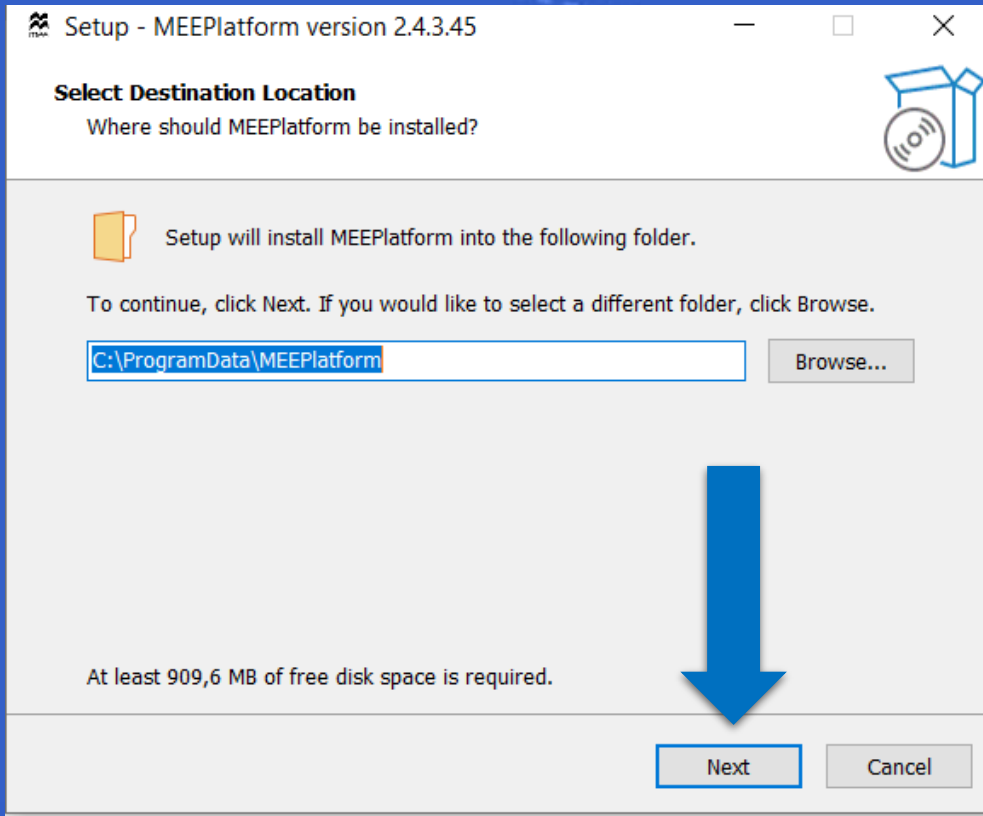 Setup - MEEPlatform version 2.4.3.45
Select Destination Location
Where should MEEPlatform be installed?
Setup will install MEEPlatform into the following folder.
To continue, click Next. If you would like to select a different folder, click Browse.
C:\ProgramData\MEEPlatform
Browse...
At least 909,6 MB of free disk space is required.
Next
Cancel